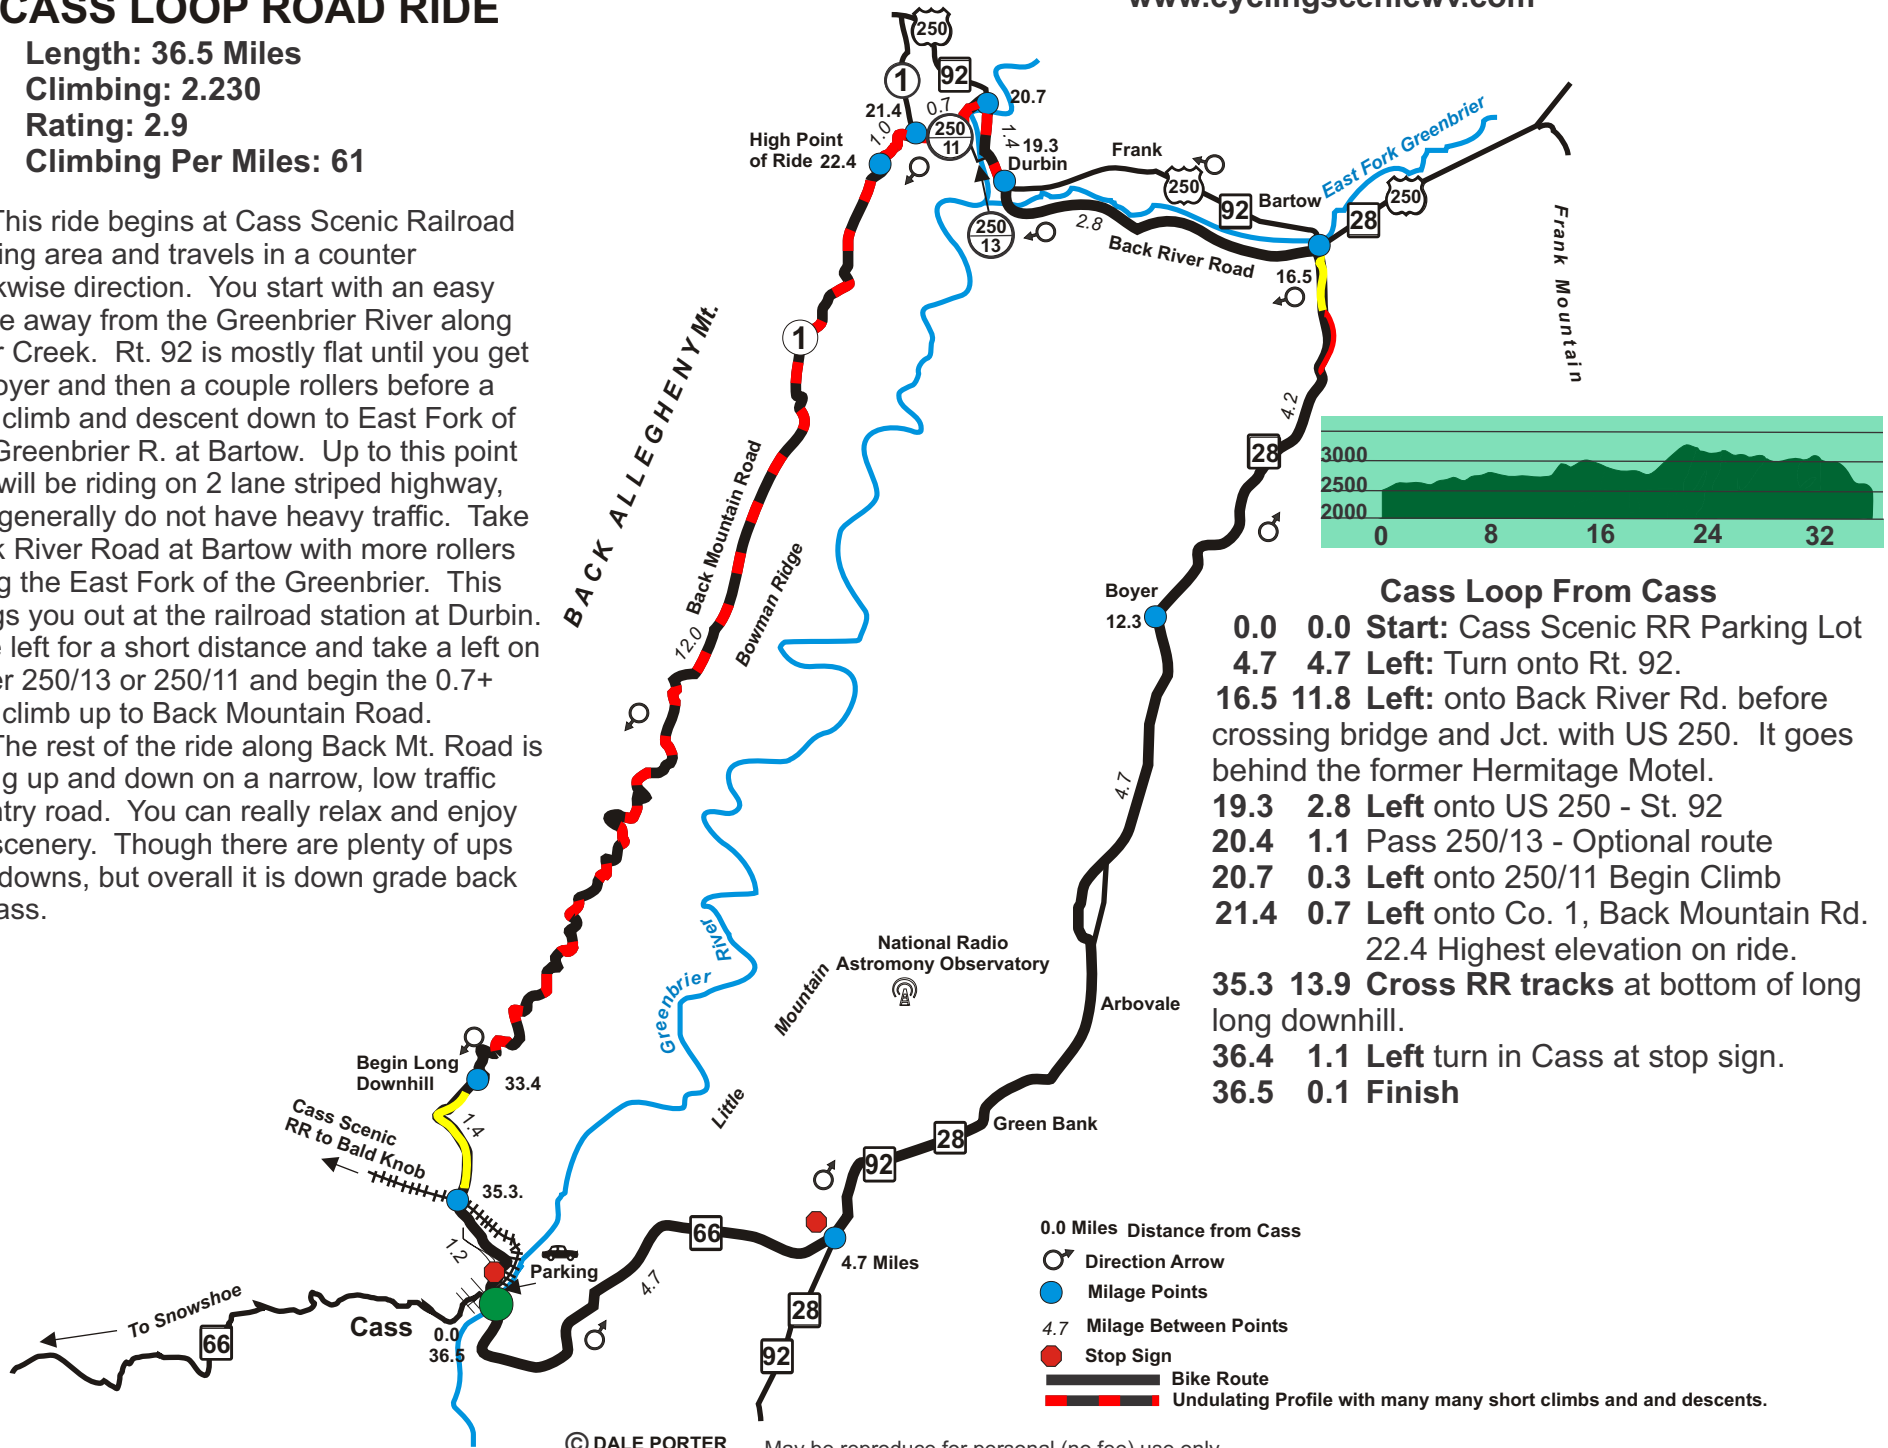 CASS LOOP ROAD RIDE
Length: 36.5 Miles
Climbing: 2.230
Rating: 2.9
Climbing Per Miles: 61
This ride begins at Cass Scenic Railroad
area and travels in a counter
direction. You start with an easy
away from the Greenbrier River along
Creek. Rt. 92 is mostly flat until you get
and then a couple rollers before a
climb and descent down to East Fork of
Greenbrier R. at Bartow. Up to this point
will be riding on 2 lane striped highway,
generally do not have heavy traffic. Take
River Road at Bartow with more rollers
the East Fork of the Greenbrier. This
you out at the railroad station at Durbin.
left for a short distance and take a left on
250/13 or 250/11 and begin the 0.7+
climb up to Back Mountain Road.
The rest of the ride along Back Mt. Road is
up and down on a narrow, low traffic
road. You can really relax and enjoy
scenery. Though there are plenty of ups
downs, but overall it is down grade back
www.cyclingscenicwv.com
250
92
1
20.7
21.4
0.7
1.0
250
11
1.4
High Point
of Ride 22.4
19.3
Durbin
Frank
250
92
Bartow
East Fork Greenbrier
28
250
Frank Mountain
250
13
2.8
Back River Road
16.5
1
BACK ALLEGHENY Mt.
Back Mountain Road
Bowman Ridge
12.0
4.2
28
3000
2500
2000
0 8 16 24 32
Boyer
12.3
4.7
Cass Loop From Cass
0.0 0.0 Start: Cass Scenic RR Parking Lot
4.7 4.7 Left: Turn onto Rt. 92.
16.5 11.8 Left: onto Back River Rd. before
crossing bridge and Jct. with US 250. It goes
behind the former Hermitage Motel.
19.3 2.8 Left onto US 250 - St. 92
20.4 1.1 Pass 250/13 - Optional route
20.7 0.3 Left onto 250/11 Begin Climb
21.4 0.7 Left onto Co. 1, Back Mountain Rd.
22.4 Highest elevation on ride.
35.3 13.9 Cross RR tracks at bottom of long
long downhill.
36.4 1.1 Left turn in Cass at stop sign.
36.5 0.1 Finish
Greenbrier River
Little Mountain
National Radio
Astromony Observatory
Arbovale
Green Bank
28
92
Begin Long
Downhill
33.4
1.4
Cass Scenic
RR to Bald Knob
35.3.
1.2
Parking
66
4.7 Miles
4.7
28
92
To Snowshoe
66
Cass
0.0
36.5
0.0 Miles Distance from Cass
Direction Arrow
Milage Points
4.7 Milage Between Points
Stop Sign
Bike Route
Undulating Profile with many many short climbs and and descents.
© DALE PORTER May be reproduce for personal (no fee) use only